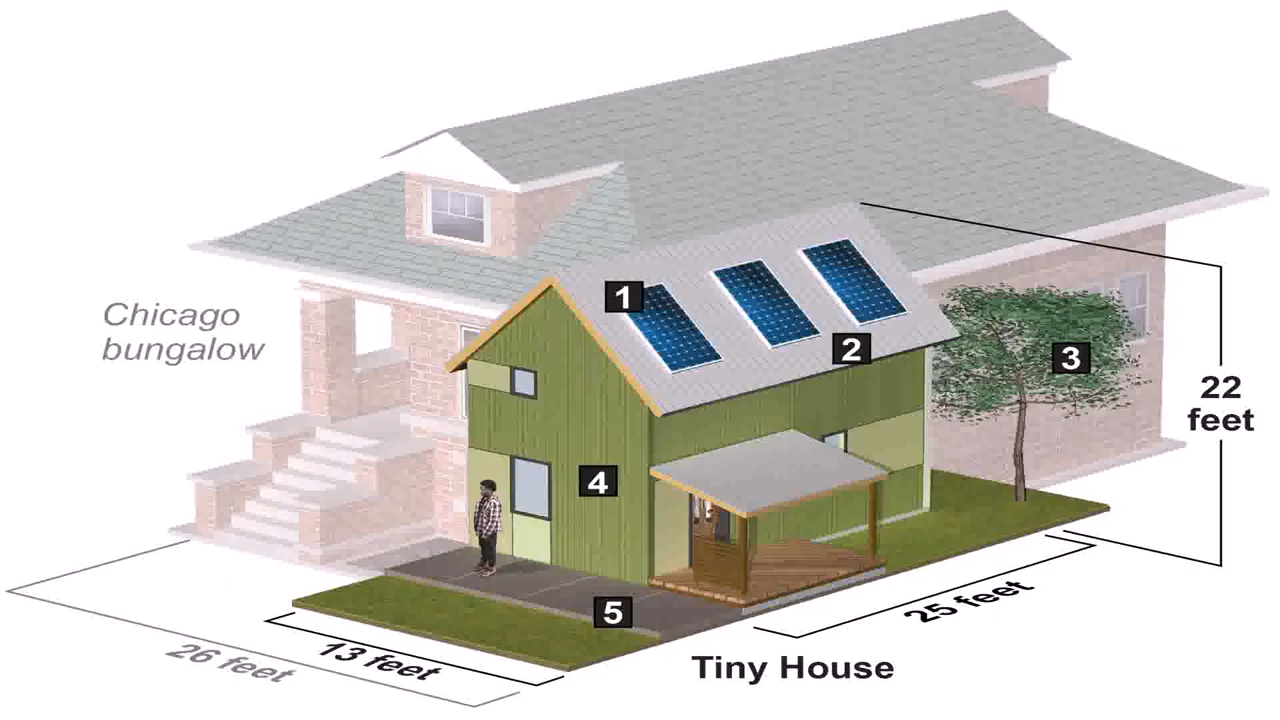 Chicago
bungalow
1
2
3
22
feet
4
5
25 feet
13 feet
26 feet
Tiny House